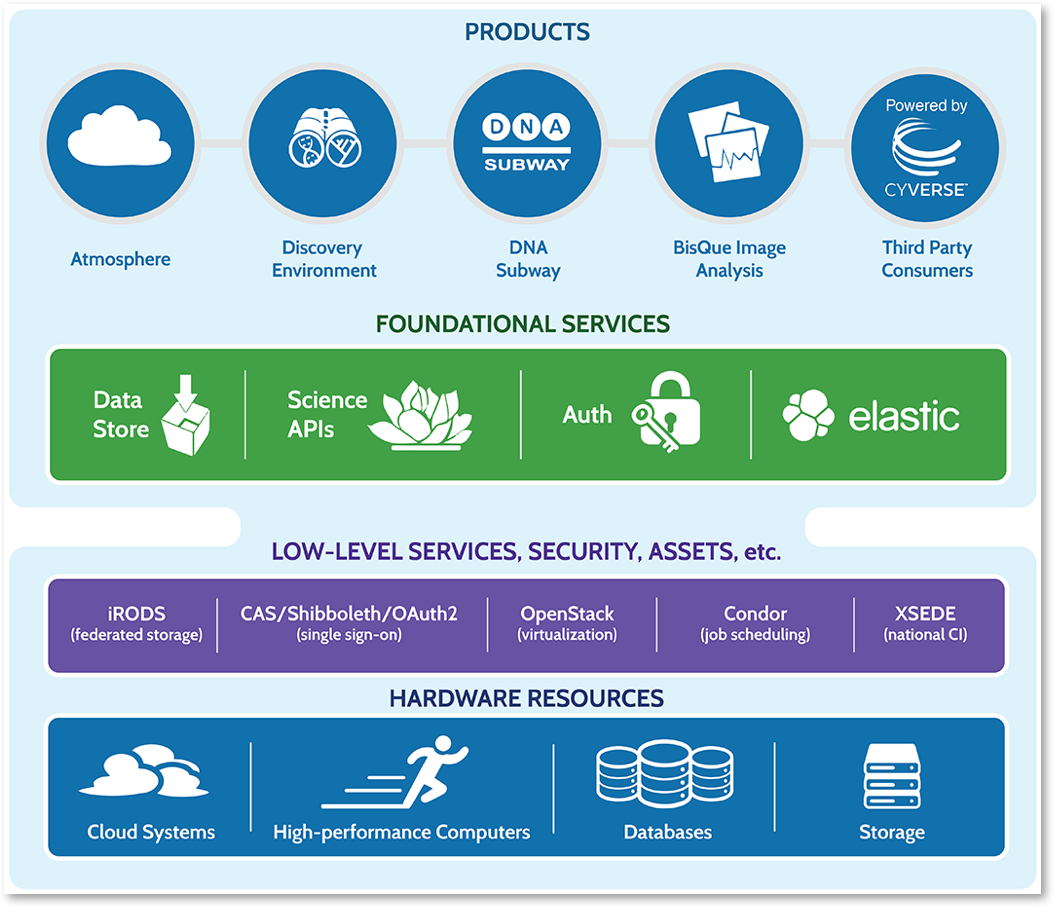 PRODUCTS
DNA
SUBWAY
Powered by
CYVERSE™
Atmosphere
Discovery
Environment
DNA
Subway
BisQue Image
Analysis
Third Party
Consumers
FOUNDATIONAL SERVICES
Data
Store
Science
APIs
Auth
elastic
LOW-LEVEL SERVICES, SECURITY, ASSETS, etc.
iRODS
(federated storage)
CAS/Shibboleth/OAuth2
(single sign-on)
OpenStack
(virtualization)
Condor
(job scheduling)
XSEDE
(national CI)
HARDWARE RESOURCES
Cloud Systems
High-performance Computers
Databases
Storage